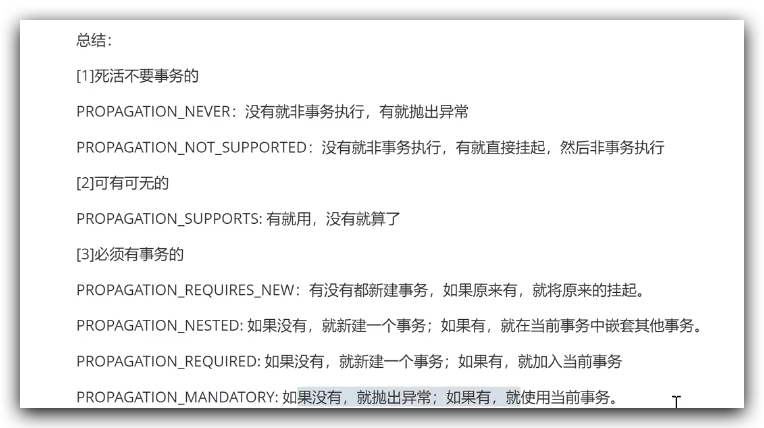 总结：
[1]死活不要事务的
PROPAGATION_NEVER：没有就非事务执行，有就抛出异常
PROPAGATION_NOT_SUPPORTED：没有就非事务执行，有就直接挂起，然后非事务执行
[2]可有可无的
PROPAGATION_SUPPORTS: 有就用，没有就算了
[3]必须有事务的
PROPAGATION_REQUIRES_NEW：有没有都新建事务，如果原来有，就将原来的挂起。
PROPAGATION_NESTED: 如果没有，就新建一个事务；如果有，就在当前事务中嵌套其他事务。
PROPAGATION_REQUIRED: 如果没有，就新建一个事务；如果有，就加入当前事务
PROPAGATION_MANDATORY: 如果没有，就抛出异常；如果有，就使用当前事务。